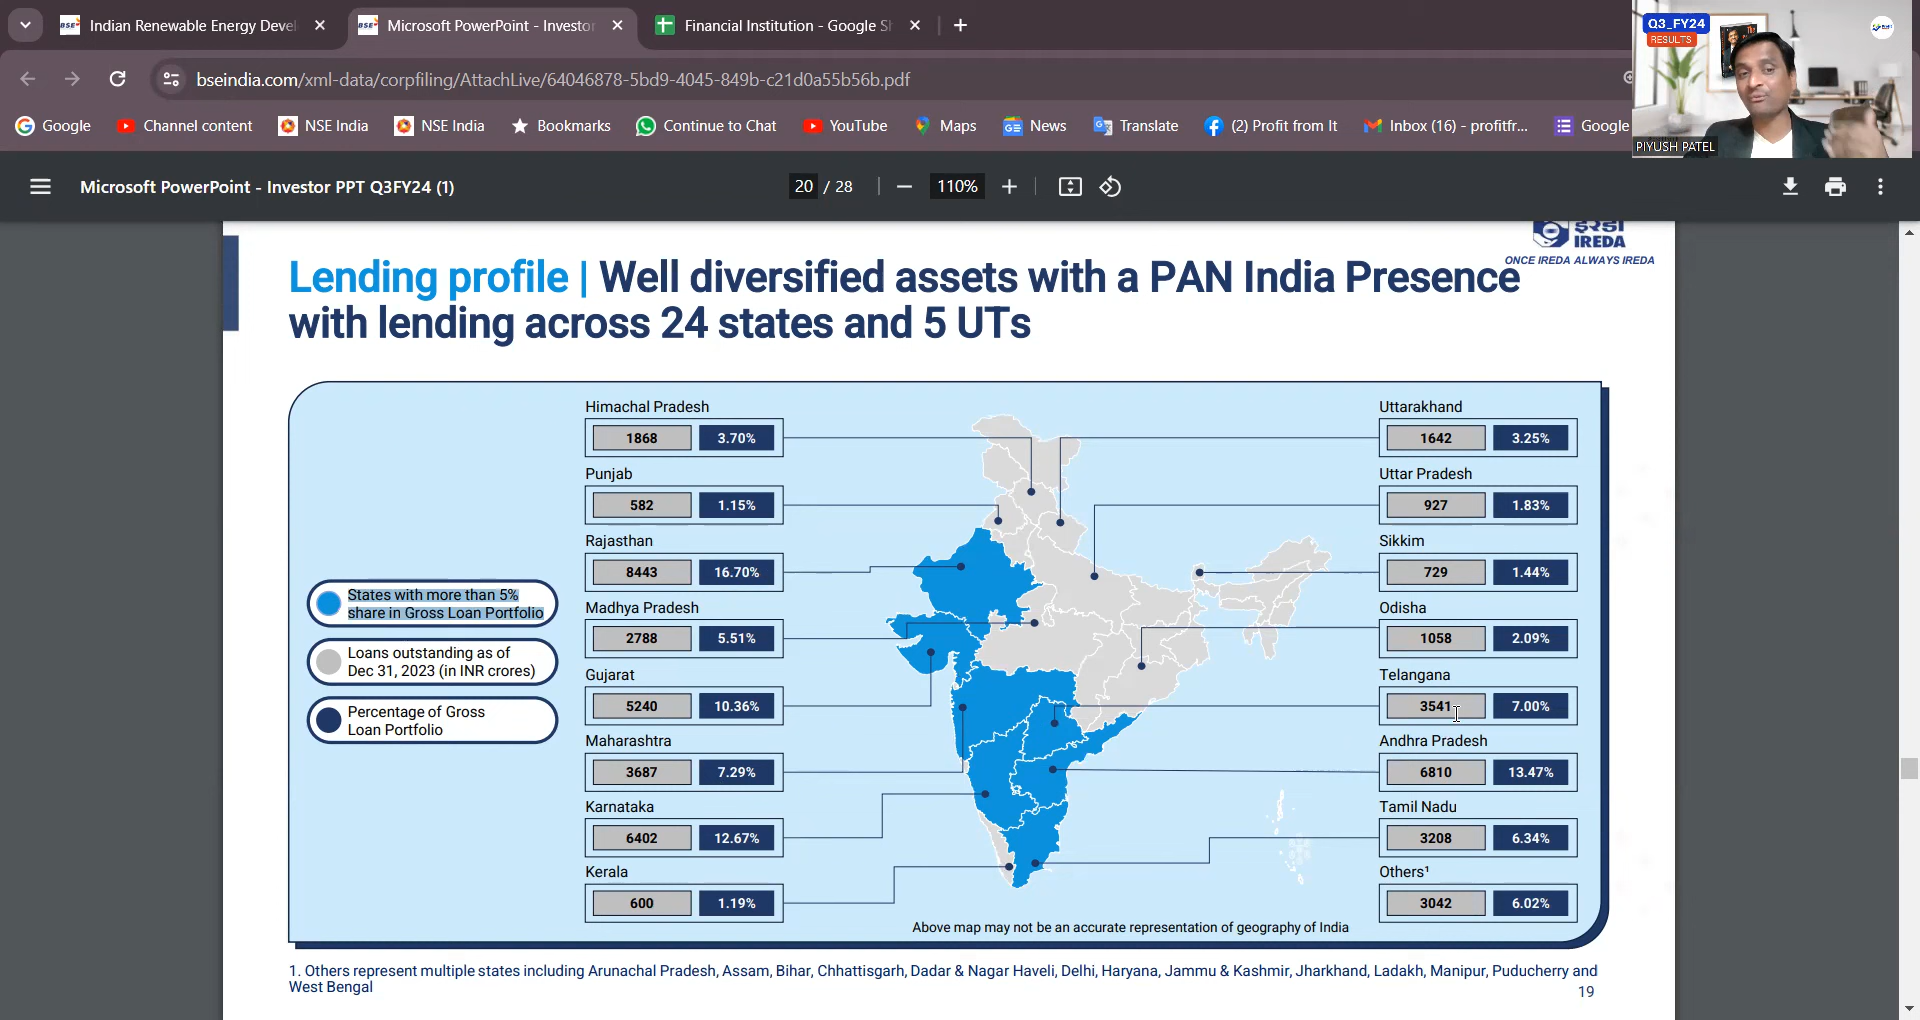 BSE
Indian Renewable Energy Devel
BSE
Microsoft PowerPoint - Investor
Financial Institution - Google S
Q3_FY24
RESULTS
bseindia.com/xml-data/corpfiling/AttachLive/64046878-5bd9-4045-849b-c21d0a55b56b.pdf
Google
Channel content
NSE India
NSE India
Bookmarks
Continue to Chat
YouTube
Maps
News
Translate
(2) Profit from It
Inbox (16) - profitfr...
Google
PIYUSH PATEL
Microsoft PowerPoint - Investor PPT Q3FY24 (1)
20 / 28
110%
इरेडा
IREDA
ONCE IREDA ALWAYS IREDA
Lending profile | Well diversified assets with a PAN India Presence
with lending across 24 states and 5 UTs
States with more than 5%
share in Gross Loan Portfolio
Loans outstanding as of
Dec 31, 2023 (in INR crores)
Percentage of Gross
Loan Portfolio
Himachal Pradesh
1868 3.70%
Punjab
582 1.15%
Rajasthan
8443 16.70%
Madhya Pradesh
2788 5.51%
Gujarat
5240 10.36%
Maharashtra
3687 7.29%
Karnataka
6402 12.67%
Kerala
600 1.19%
Uttarakhand
1642 3.25%
Uttar Pradesh
927 1.83%
Sikkim
729 1.44%
Odisha
1058 2.09%
Telangana
3541 7.00%
Andhra Pradesh
6810 13.47%
Tamil Nadu
3208 6.34%
Others¹
3042 6.02%
Above map may not be an accurate representation of geography of India
1. Others represent multiple states including Arunachal Pradesh, Assam, Bihar, Chhattisgarh, Dadar & Nagar Haveli, Delhi, Haryana, Jammu & Kashmir, Jharkhand, Ladakh, Manipur, Puducherry and
West Bengal
19